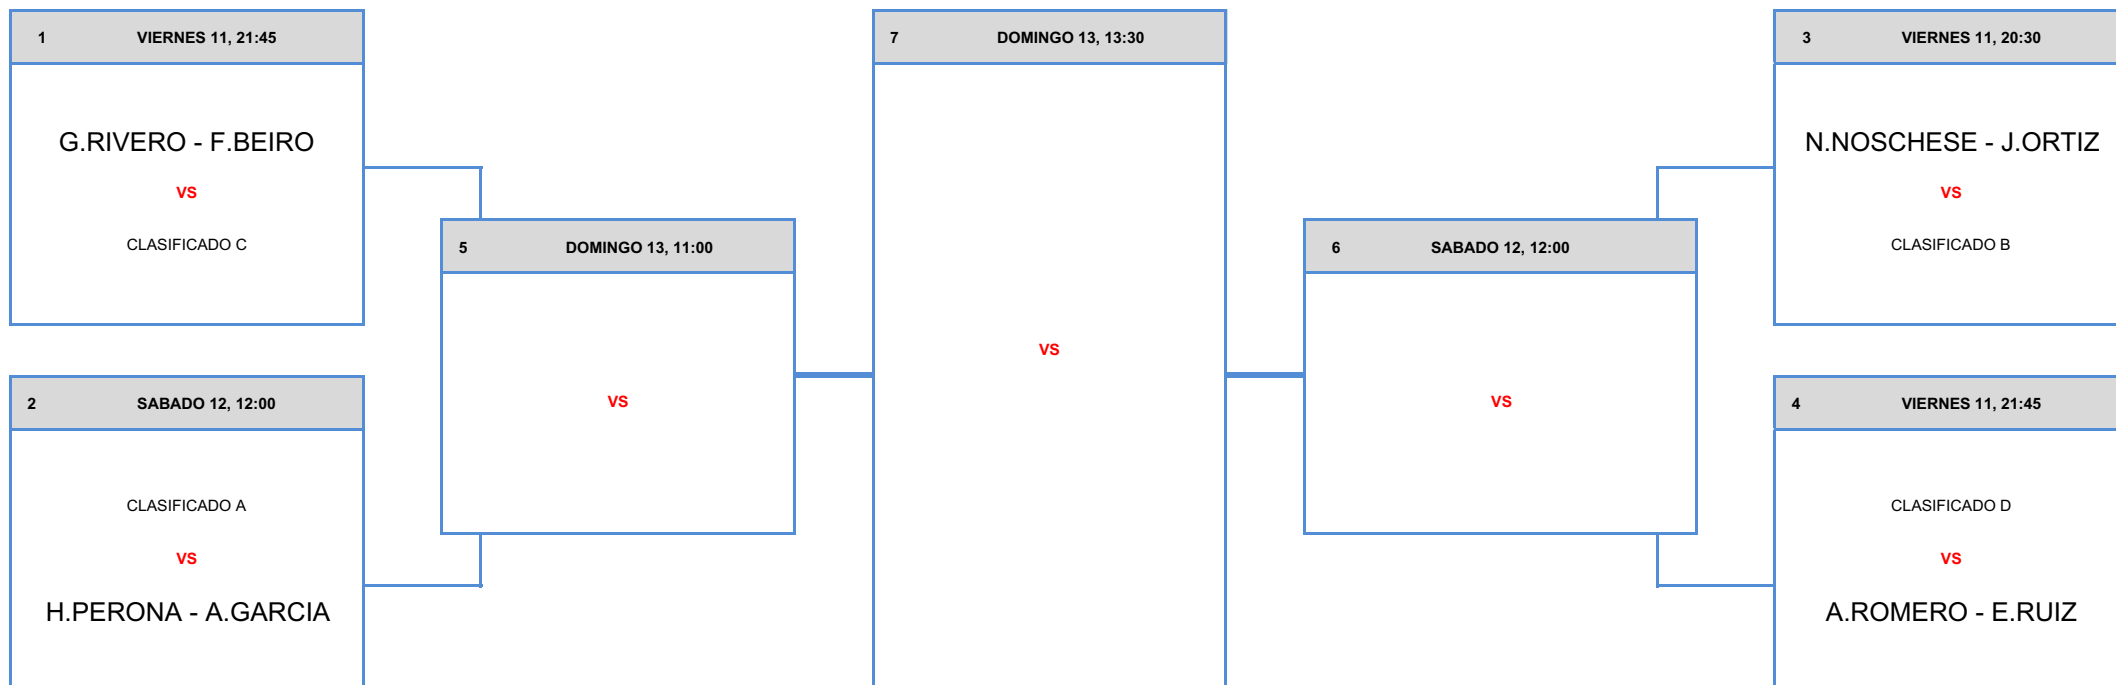 1 VIERNES 11, 21:45
G.RIVERO - F.BEIRO
VS
CLASIFICADO C
2 SABADO 12, 12:00
CLASIFICADO A
VS
H.PERONA - A.GARCIA
5 DOMINGO 13, 11:00
VS
7 DOMINGO 13, 13:30
VS
6 SABADO 12, 12:00
VS
3 VIERNES 11, 20:30
N.NOSCHESE - J.ORTIZ
VS
CLASIFICADO B
4 VIERNES 11, 21:45
CLASIFICADO D
VS
A.ROMERO - E.RUIZ